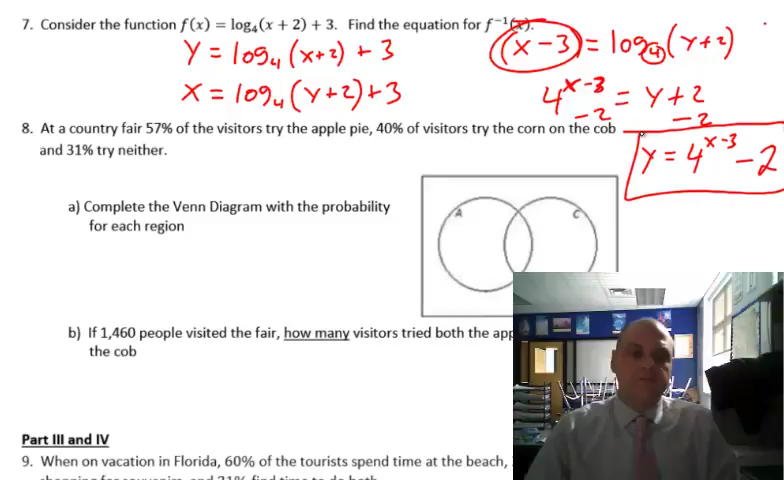 7. Consider the function f(x) = log₄(x + 2) + 3. Find the equation for f⁻¹(x).
Y = log₄ (x+2) + 3
X = log₄ (Y+2) + 3
(x-3) = log₄ (Y+2)
4^(x-3) = Y+2
-2 -2
Y = 4^(x-3) - 2
8. At a country fair 57% of the visitors try the apple pie, 40% of visitors try the corn on the cob
and 31% try neither.
a) Complete the Venn Diagram with the probability
for each region
A C
b) If 1,460 people visited the fair, how many visitors tried both the app
the cob
Part III and IV
9. When on vacation in Florida, 60% of the tourists spend time at the beach,